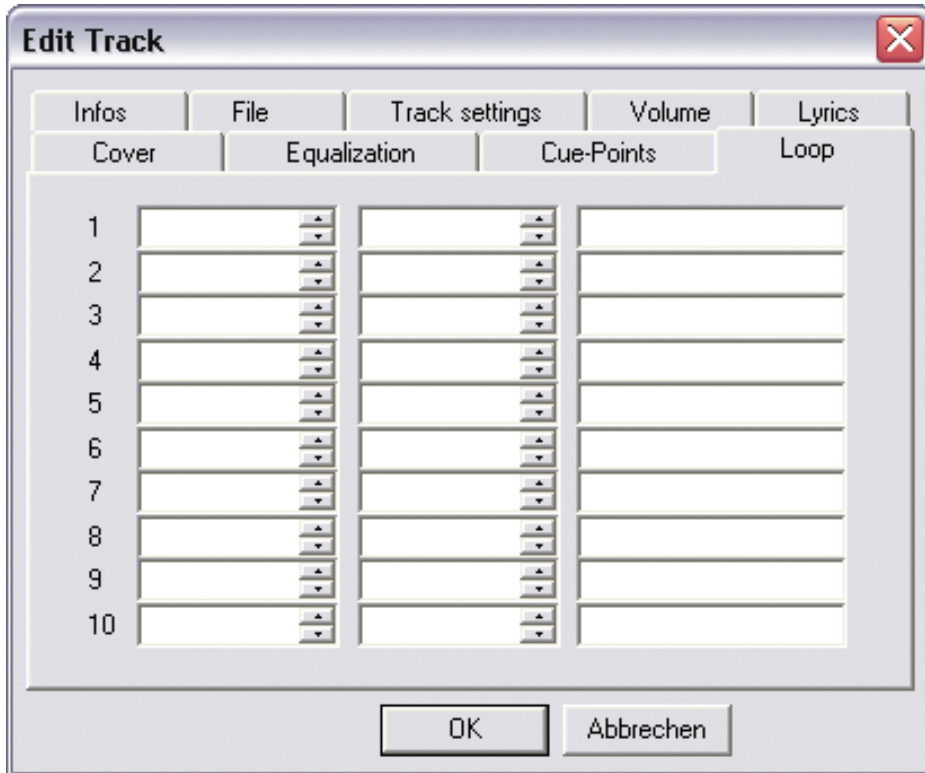 Edit Track
Infos File Track settings Volume Lyrics
Cover Equalization Cue-Points Loop
1
2
3
4
5
6
7
8
9
10
OK Abbrechen